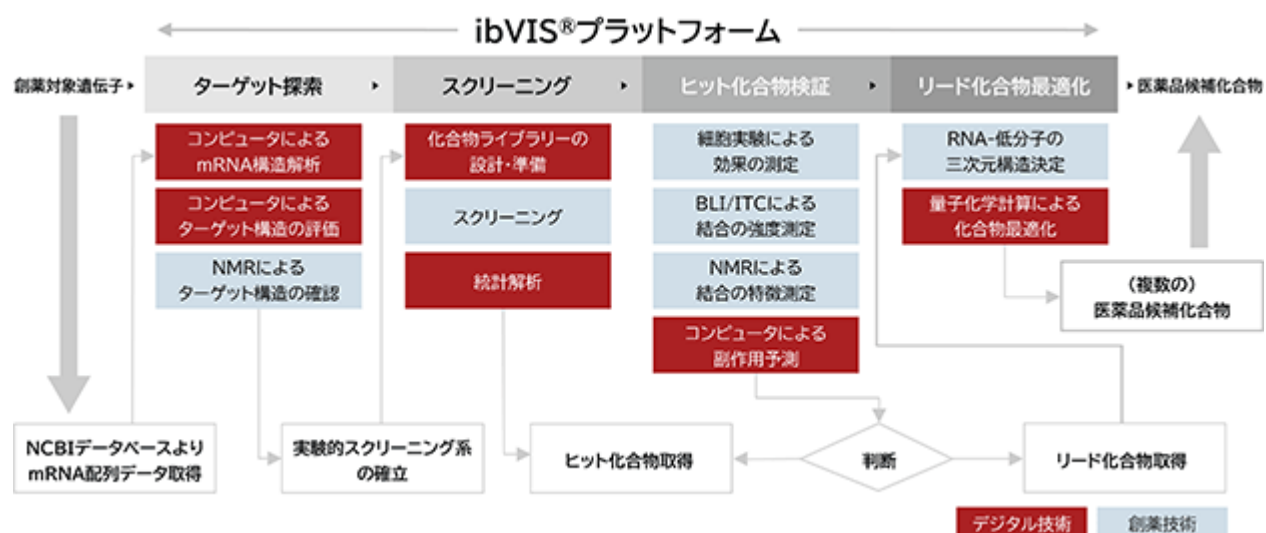 ibVIS®プラットフォーム
創薬対象遺伝子
ターゲット探索
スクリーニング
ヒット化合物検証
リード化合物最適化
医薬品候補化合物
コンピュータによる
mRNA構造解析
コンピュータによる
ターゲット構造の評価
NMRによる
ターゲット構造の確認
化合物ライブラリーの
設計・準備
スクリーニング
統計解析
細胞実験による
効果の測定
BLI/ITCによる
結合の強度測定
NMRによる
結合の特徴測定
コンピュータによる
副作用予測
RNA-低分子の
三次元構造決定
量子化学計算による
化合物最適化
(複数の)
医薬品候補化合物
NCBIデータベースより
mRNA配列データ取得
実験的スクリーニング系
の確立
ヒット化合物取得
判断
リード化合物取得
デジタル技術
創薬技術